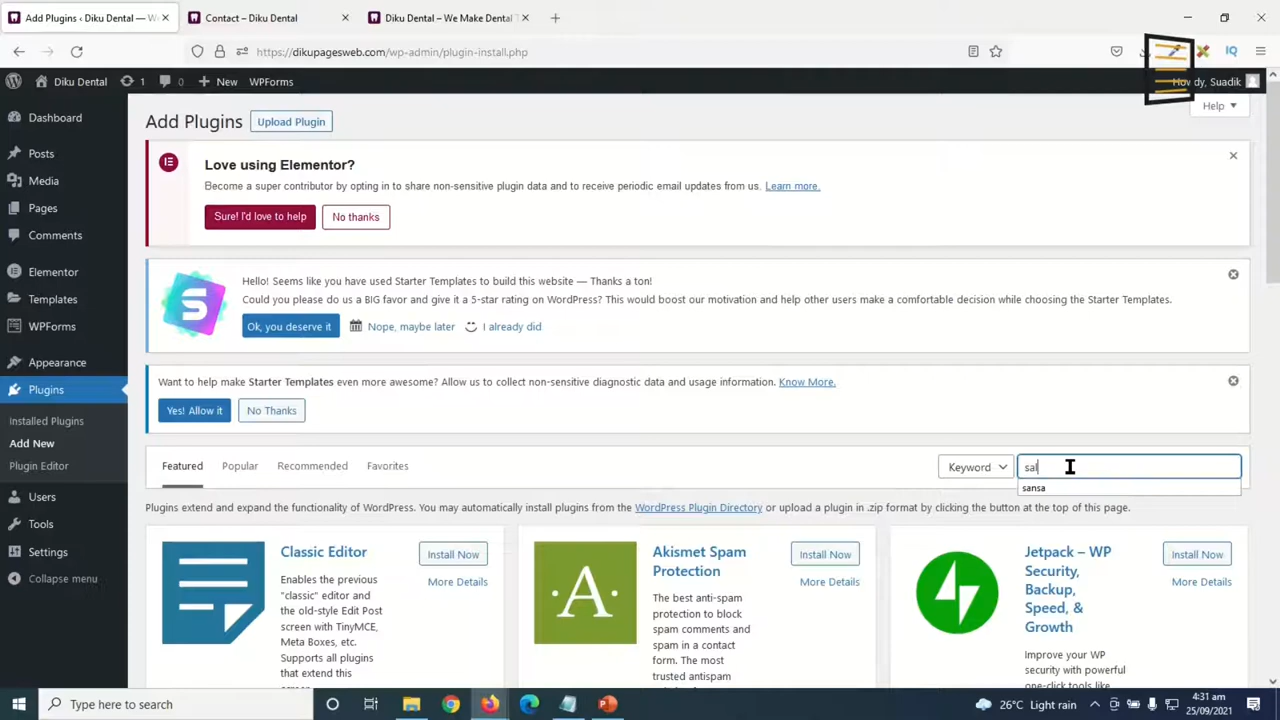 Add Plugins ‹ Diku Dental — W
Contact – Diku Dental
Diku Dental – We Make Dental T
https://dikupagesweb.com/wp-admin/plugin-install.php
IQ
Diku Dental
1
0
New
WPForms
Suadik
Help
Dashboard
Posts
Media
Pages
Comments
Elementor
Templates
WPForms
Appearance
Plugins
Installed Plugins
Add New
Plugin Editor
Users
Tools
Settings
Collapse menu
Add Plugins
Upload Plugin
Love using Elementor?
Become a super contributor by opting in to share non-sensitive plugin data and to receive periodic email updates from us. Learn more.
Sure! I'd love to help
No thanks
Hello! Seems like you have used Starter Templates to build this website — Thanks a ton!
Could you please do us a BIG favor and give it a 5-star rating on WordPress? This would boost our motivation and help other users make a comfortable decision while choosing the Starter Templates.
Ok, you deserve it
Nope, maybe later
I already did
Want to help make Starter Templates even more awesome? Allow us to collect non-sensitive diagnostic data and usage information. Know More.
Yes! Allow it
No Thanks
Featured
Popular
Recommended
Favorites
Keyword
sal
sansa
Plugins extend and expand the functionality of WordPress. You may automatically install plugins from the WordPress Plugin Directory or upload a plugin in .zip format by clicking the button at the top of this page.
Classic Editor
Install Now
More Details
Enables the previous
"classic" editor and
the old-style Edit Post
screen with TinyMCE,
Meta Boxes, etc.
Supports all plugins
that extend this
Akismet Spam
Protection
Install Now
More Details
The best anti-spam
protection to block
spam comments and
spam in a contact
form. The most
trusted antispam
Jetpack – WP
Security,
Backup,
Speed, &
Growth
Install Now
More Details
Improve your WP
security with powerful
one-click tools like
Type here to search
26°C Light rain
4:31 am
25/09/2021